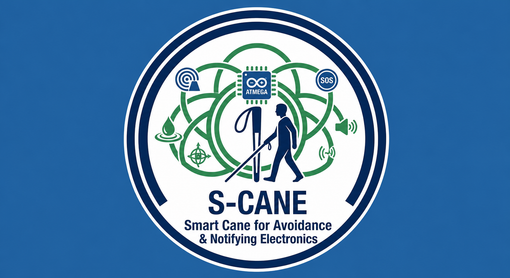 SOS
ATMEGA
S-CANE
Smart Cane for Avoidance
& Notifying Electronics